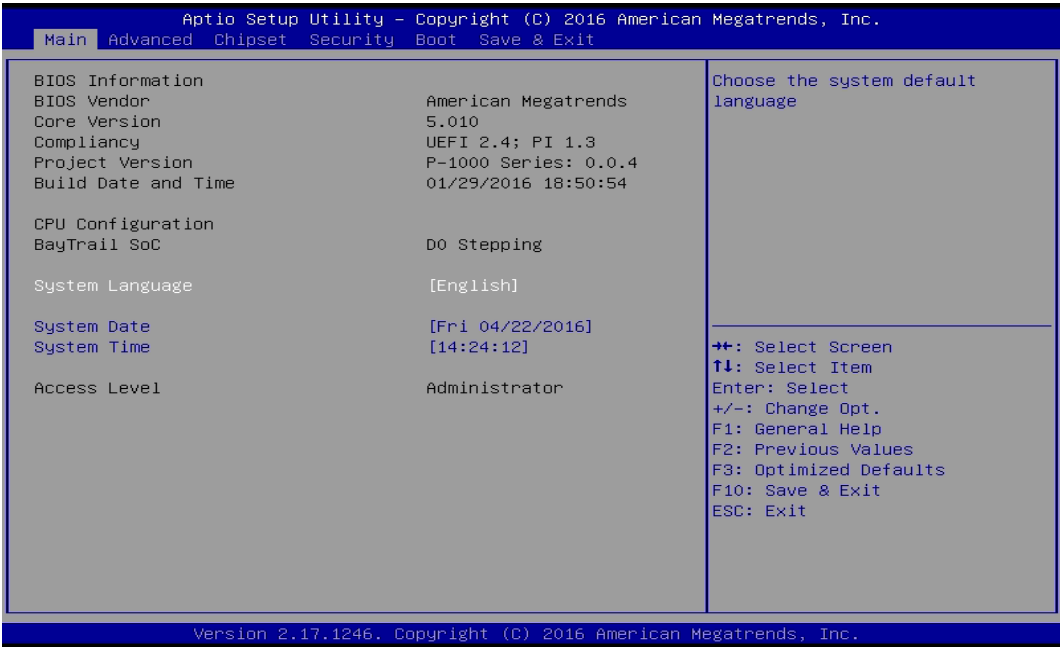 Aptio Setup Utility – Copyright (C) 2016 American Megatrends, Inc.
Main Advanced Chipset Security Boot Save & Exit
BIOS Information
BIOS Vendor American Megatrends
Core Version 5.010
Compliancy UEFI 2.4; PI 1.3
Project Version P-1000 Series: 0.0.4
Build Date and Time 01/29/2016 18:50:54
CPU Configuration
BayTrail SoC D0 Stepping
System Language [English]
System Date [Fri 04/22/2016]
System Time [14:24:12]
Access Level Administrator
Choose the system default
language
→←: Select Screen
↑↓: Select Item
Enter: Select
+/-: Change Opt.
F1: General Help
F2: Previous Values
F3: Optimized Defaults
F10: Save & Exit
ESC: Exit
Version 2.17.1246. Copyright (C) 2016 American Megatrends, Inc.